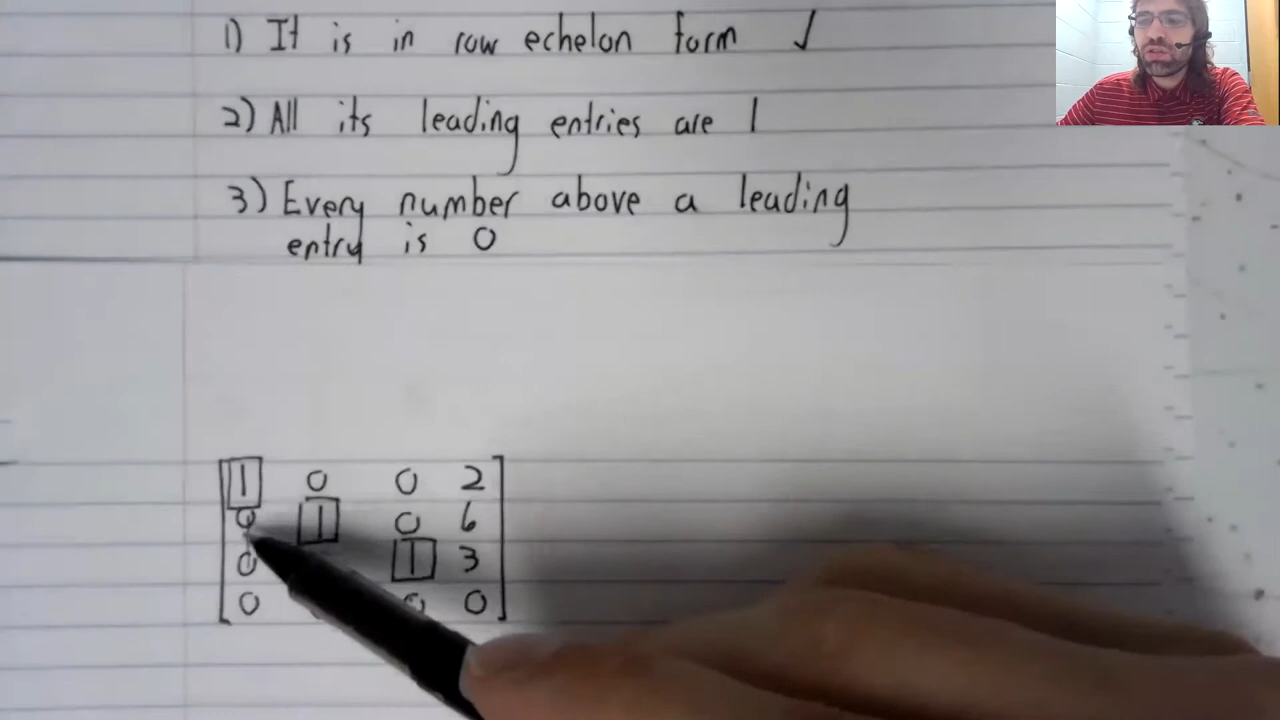 1) It is in row echelon form ✓
2) All its leading entries are 1
3) Every number above a leading
entry is 0
1 0 0 2
0 1 0 6
0 1 3
0 0 0